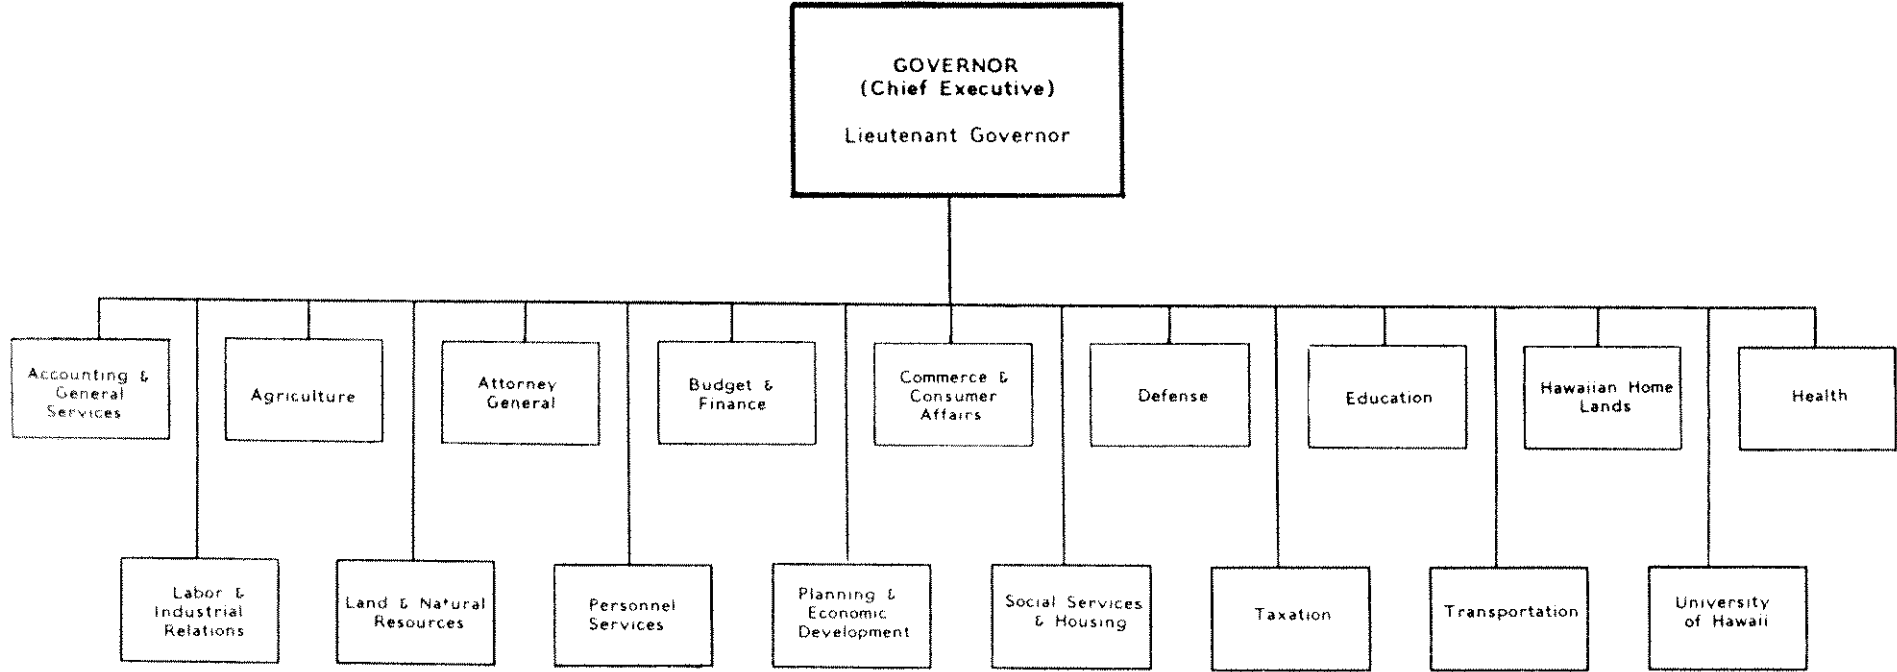 GOVERNOR
(Chief Executive)
Lieutenant Governor
Accounting &
General
Services
Agriculture
Attorney
General
Budget &
Finance
Commerce &
Consumer
Affairs
Defense
Education
Hawaiian Home
Lands
Health
Labor &
Industrial
Relations
Land & Natural
Resources
Personnel
Services
Planning &
Economic
Development
Social Services
& Housing
Taxation
Transportation
University
of Hawaii